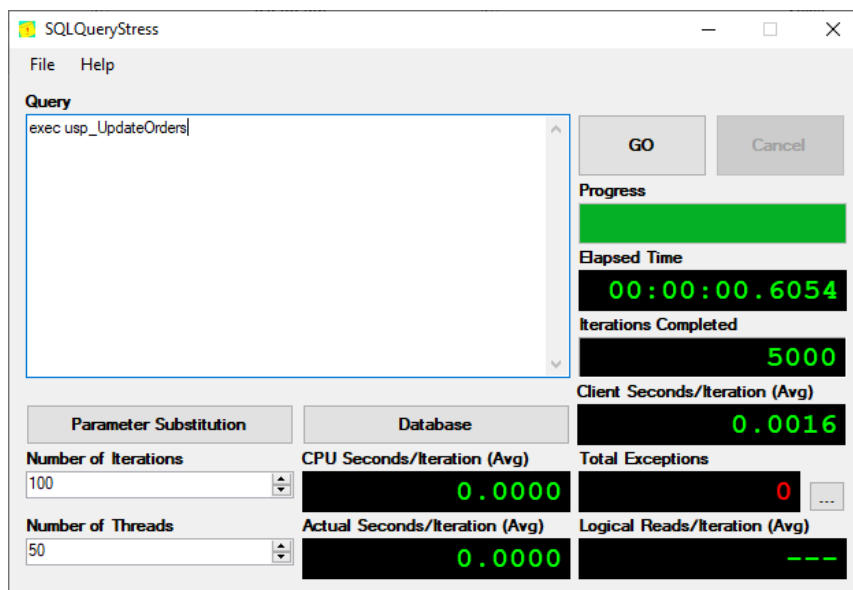 SQLQueryStress
File Help
Query
exec usp_UpdateOrders
GO Cancel
Progress
Elapsed Time
00:00:00.6054
Iterations Completed
5000
Client Seconds/Iteration (Avg)
0.0016
Parameter Substitution Database
Number of Iterations CPU Seconds/Iteration (Avg) Total Exceptions
100 0.0000 0 ...
Number of Threads Actual Seconds/Iteration (Avg) Logical Reads/Iteration (Avg)
50 0.0000 ---